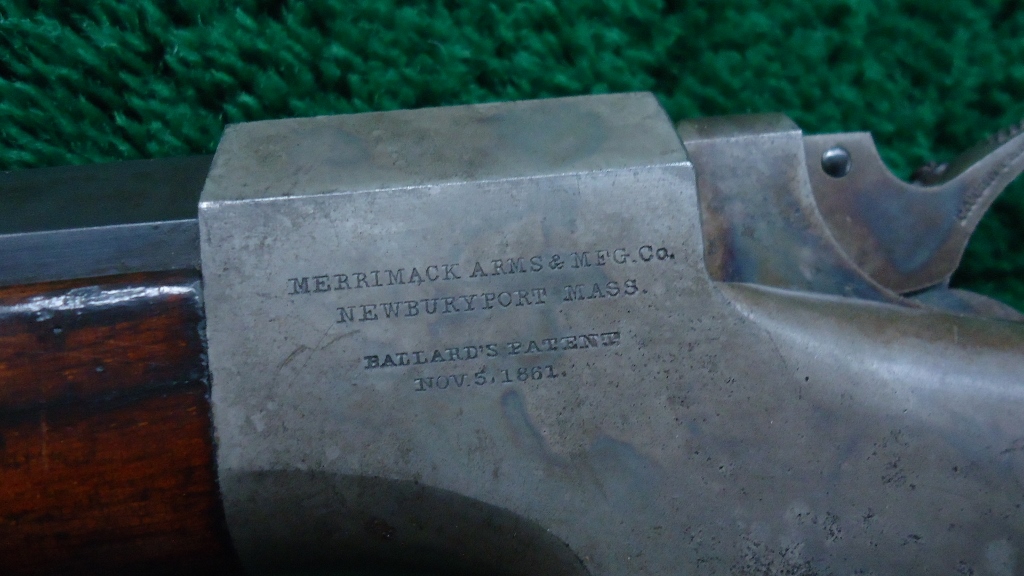 MERRIMACK ARMS & MFG. Co.
NEWBURYPORT MASS.
BALLARD'S PATENT
NOV. 5, 1861.